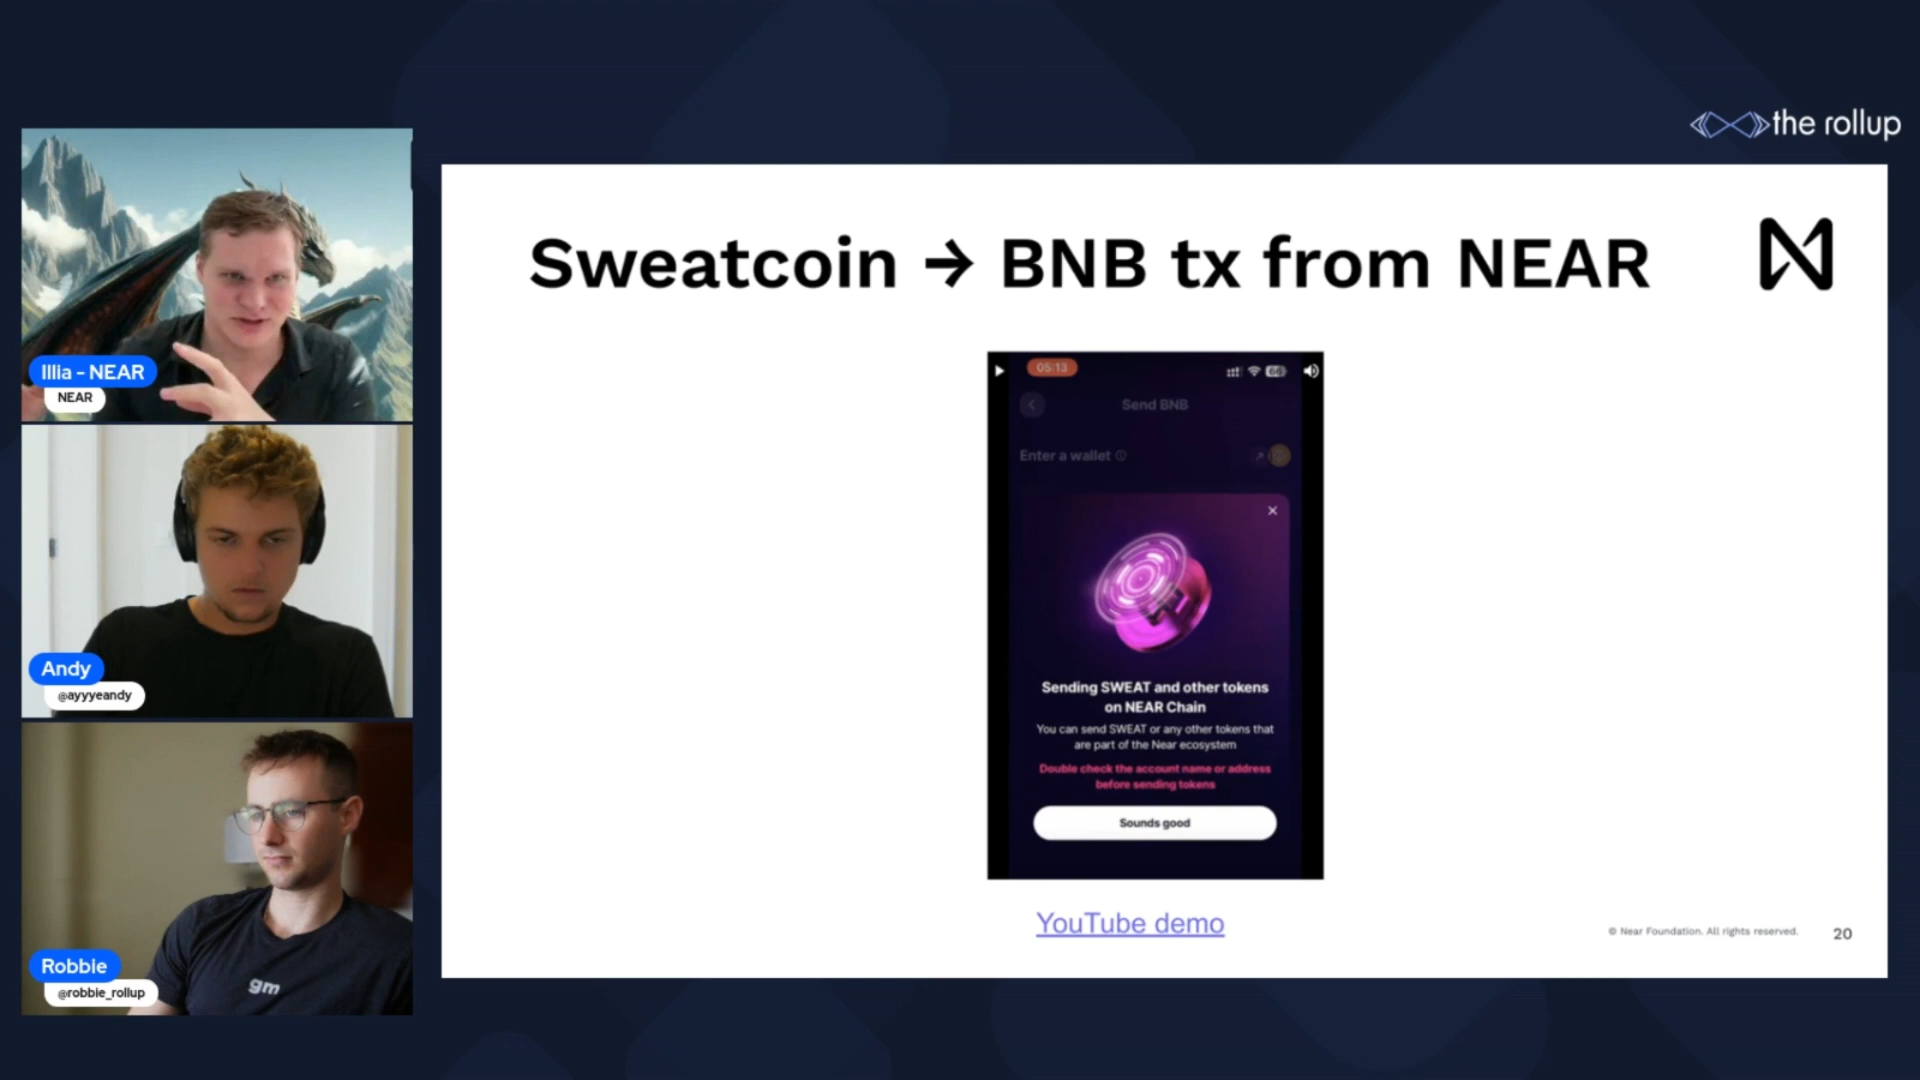 the rollup
Illia - NEAR
NEAR
Andy
@ayyyeandy
Robbie
@robbie_rollup
gm
Sweatcoin → BNB tx from NEAR
05:13
Send BNB
Enter a wallet
Sending SWEAT and other tokens
on NEAR Chain
You can send SWEAT or any other tokens that
are part of the Near ecosystem
Double check the account name or address
before sending tokens
Sounds good
YouTube demo
© Near Foundation. All rights reserved.
20